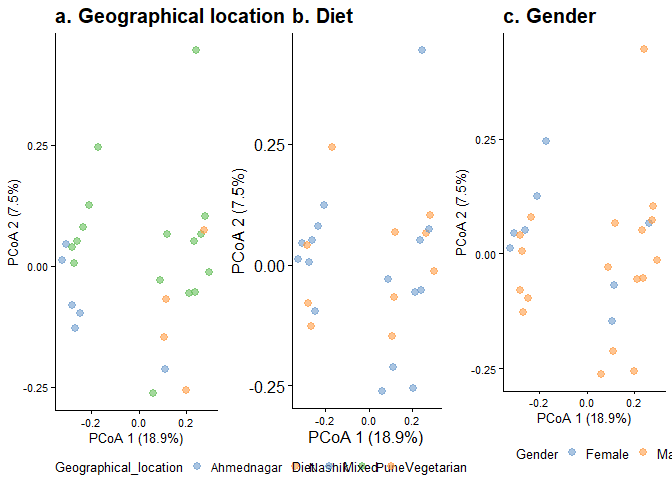 a. Geographical location
b. Diet
c. Gender
PCoA 2 (7.5%)
0.25
0.00
-0.25
-0.2
0.0
0.2
PCoA 1 (18.9%)
PCoA 2 (7.5%)
0.25
0.00
-0.25
-0.2
0.0
0.2
PCoA 1 (18.9%)
PCoA 2 (7.5%)
0.25
0.00
-0.25
-0.2
0.0
0.2
PCoA 1 (18.9%)
Geographical_location Ahmednagar Nashik Pune
Diet Mixed Vegetarian
Gender Female Ma